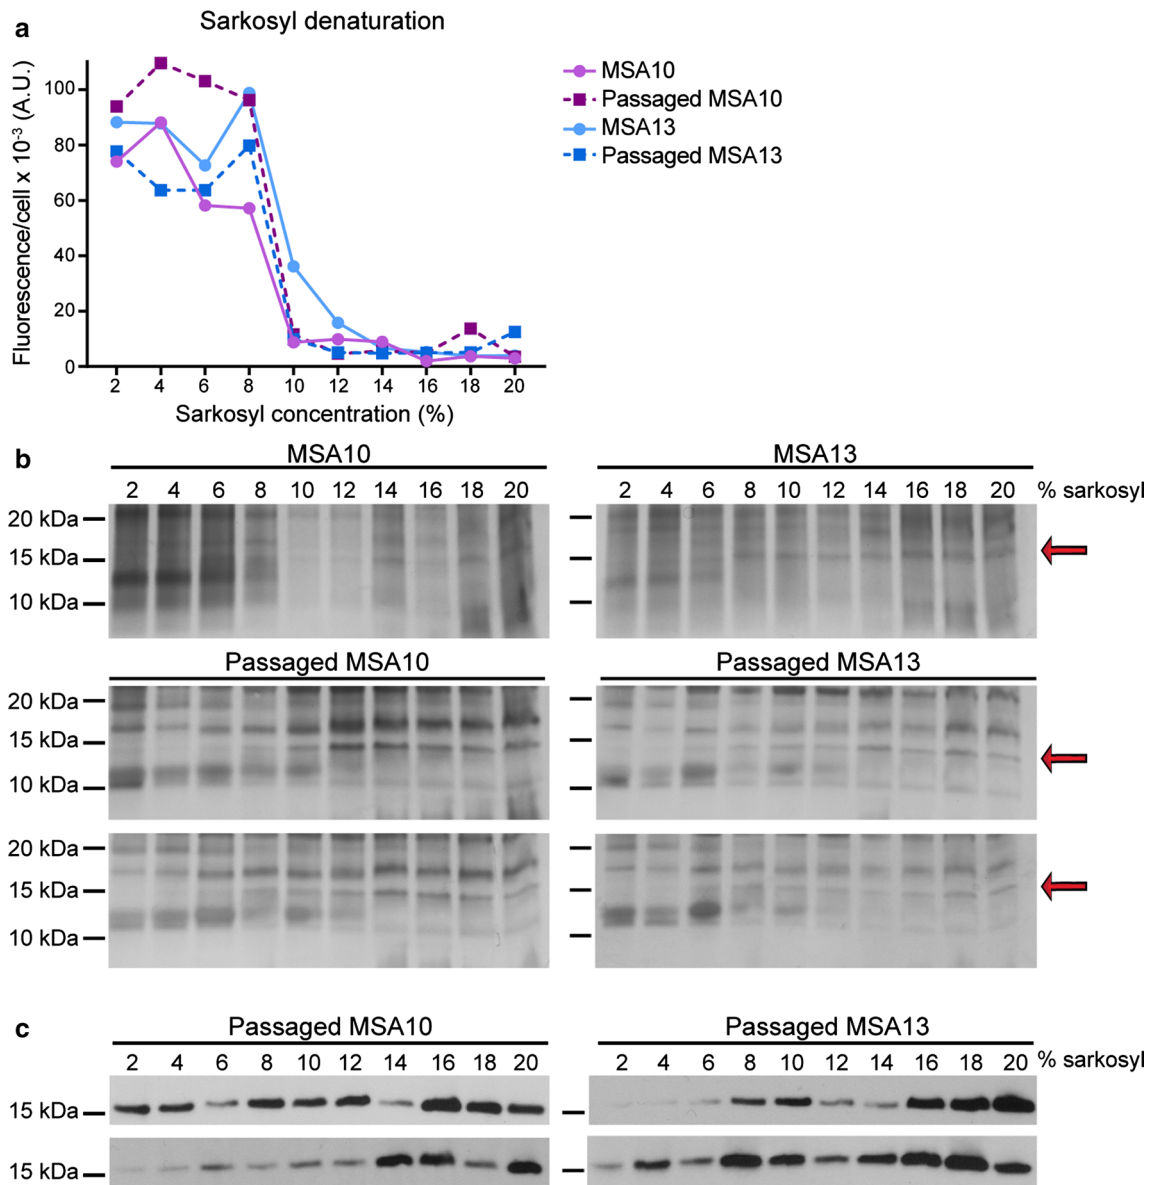 a
Sarkosyl denaturation
Fluorescence/cell x 10⁻³ (A.U.)
100
80
60
40
20
0
2 4 6 8 10 12 14 16 18 20
Sarkosyl concentration (%)
MSA10
Passaged MSA10
MSA13
Passaged MSA13
b
MSA10
MSA13
2 4 6 8 10 12 14 16 18 20
2 4 6 8 10 12 14 16 18 20 % sarkosyl
20 kDa
15 kDa
10 kDa
Passaged MSA10
Passaged MSA13
20 kDa
15 kDa
10 kDa
20 kDa
15 kDa
10 kDa
c
Passaged MSA10
Passaged MSA13
2 4 6 8 10 12 14 16 18 20
2 4 6 8 10 12 14 16 18 20 % sarkosyl
15 kDa
15 kDa